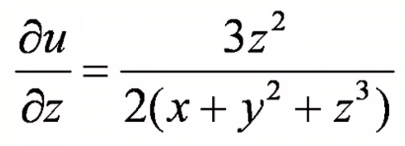 ∂u/∂z = 3z²/2(x + y² + z³)